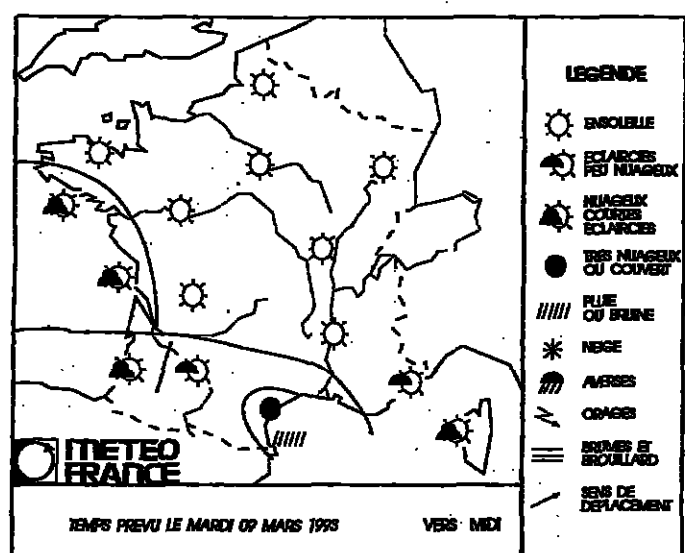 LEGENDE
ENSOLEILLE
ECLAIRCIES
PEU NUAGEUX
NUAGEUX
COURTES
ECLAIRCIES
TRES NUAGEUX
OU COUVERT
PLUIE
OU BRUINE
NEIGE
AVERSES
ORAGES
BRUMES ET
BROUILLARD
SENS DE
DEPLACEMENT
METEO
FRANCE
TEMPS PREVU LE MARDI 09 MARS 1993 VERS MIDI